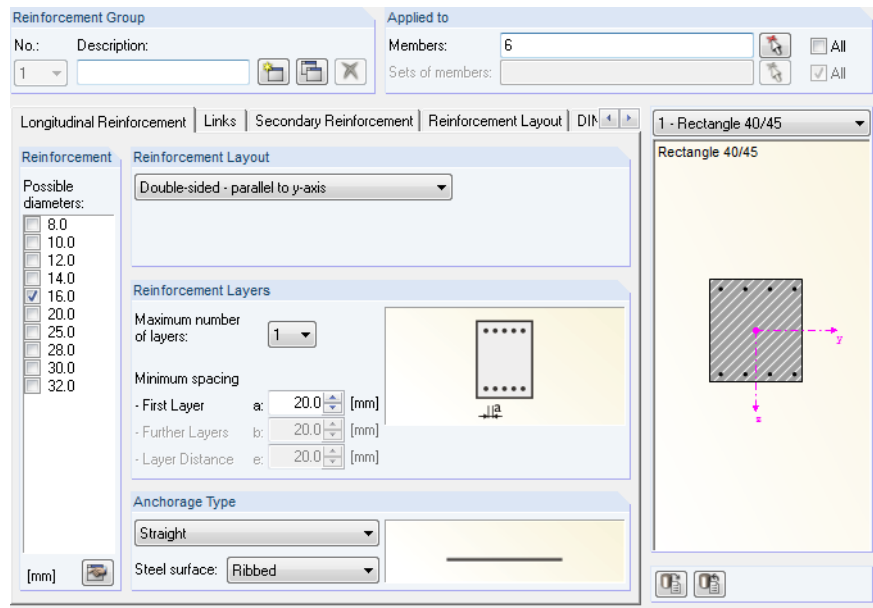 Reinforcement Group
Applied to
No.: Description:
Members: 6 All
1
Sets of members: All
Longitudinal Reinforcement Links Secondary Reinforcement Reinforcement Layout DIN
1 - Rectangle 40/45
Reinforcement
Possible
diameters:
8.0
10.0
12.0
14.0
16.0
20.0
25.0
28.0
30.0
32.0
[mm]
Reinforcement Layout
Double-sided - parallel to y-axis
Reinforcement Layers
Maximum number
of layers: 1
Minimum spacing
- First Layer a: 20.0 [mm]
- Further Layers b: 20.0 [mm]
- Layer Distance e: 20.0 [mm]
a
Anchorage Type
Straight
Steel surface: Ribbed
Rectangle 40/45
y
z